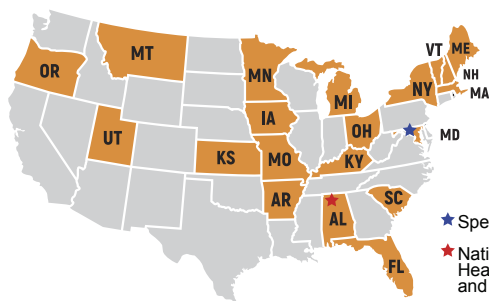 VT
ME
MT
OR
MN
NH
NY
MA
MI
IA
OH
MD
UT
KS
MO
KY
AR
SC
AL
Spe
FL
Nati
Hea
and